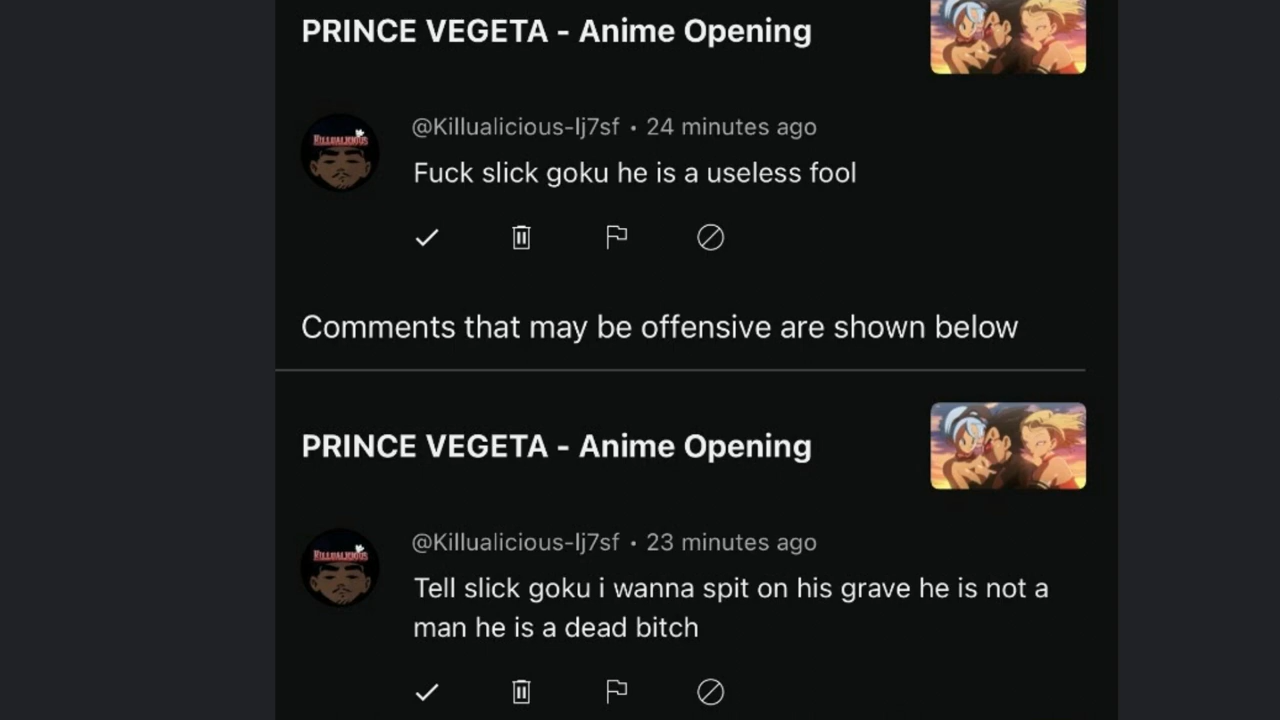 PRINCE VEGETA - Anime Opening
@Killualicious-lj7sf • 24 minutes ago
KILLUALICIOUS
Fuck slick goku he is a useless fool
Comments that may be offensive are shown below
PRINCE VEGETA - Anime Opening
@Killualicious-lj7sf • 23 minutes ago
KILLUALICIOUS
Tell slick goku i wanna spit on his grave he is not a
man he is a dead bitch